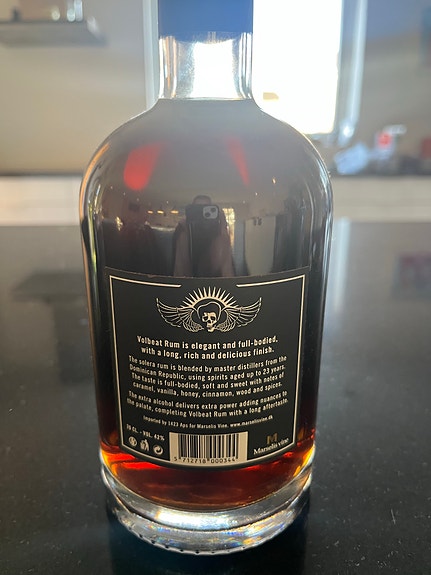 Volbeat Rum is elegant and full-bodied,
with a long, rich and delicious finish.
The solera rum is blended by master distillers from the
Dominican Republic, using spirits aged up to 23 years.
The taste is full-bodied, soft and sweet with notes of
caramel, vanilla, honey, cinnamon, wood and spices.
The extra alcohol delivers extra power adding nuances to
the palate, completing Volbeat Rum with a long aftertaste.
Imported by 1423 Aps for Marselis Vine. www.marselisvine.dk
70 CL. - VOL. 43%
M
Marselis vine
5 712718 000344